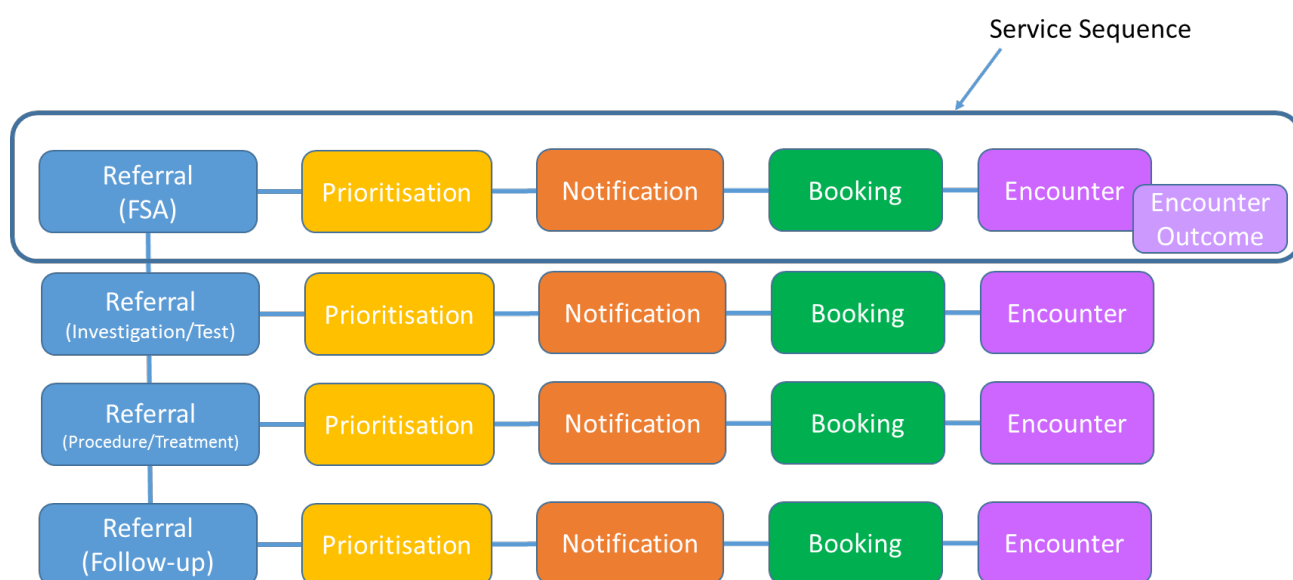 Service Sequence
Referral
(FSA)
Prioritisation
Notification
Booking
Encounter
Encounter
Outcome
Referral
(Investigation/Test)
Prioritisation
Notification
Booking
Encounter
Referral
(Procedure/Treatment)
Prioritisation
Notification
Booking
Encounter
Referral
(Follow-up)
Prioritisation
Notification
Booking
Encounter